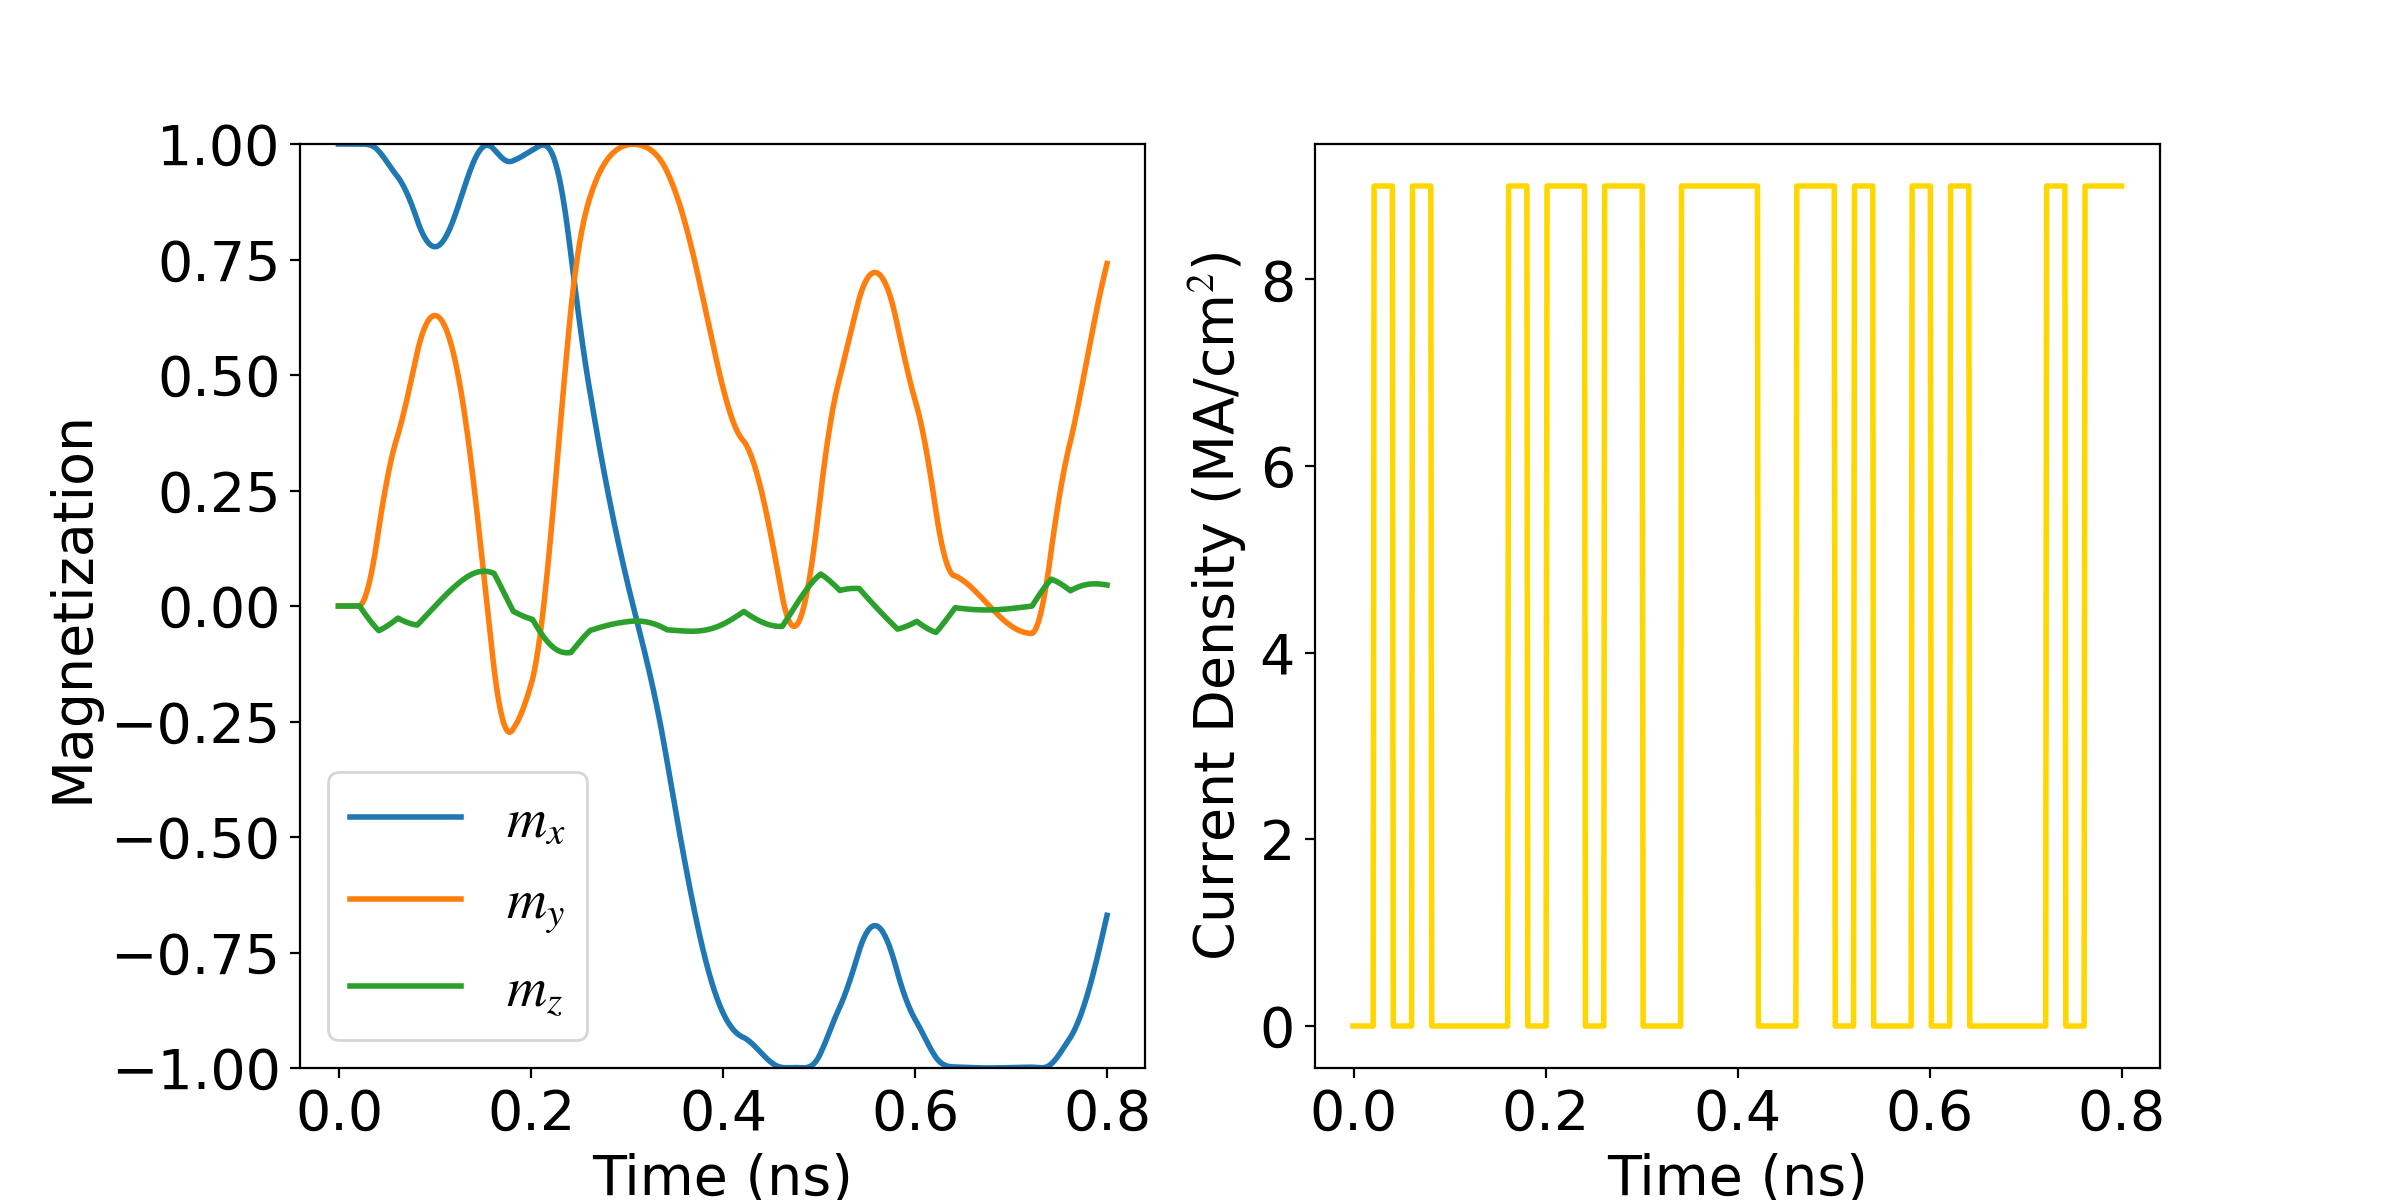 Magnetization
1.00
0.75
0.50
0.25
0.00
−0.25
−0.50
−0.75
−1.00
m_x
m_y
m_z
0.0 0.2 0.4 0.6 0.8
Time (ns)
Current Density (MA/cm²)
8
6
4
2
0
0.0 0.2 0.4 0.6 0.8
Time (ns)